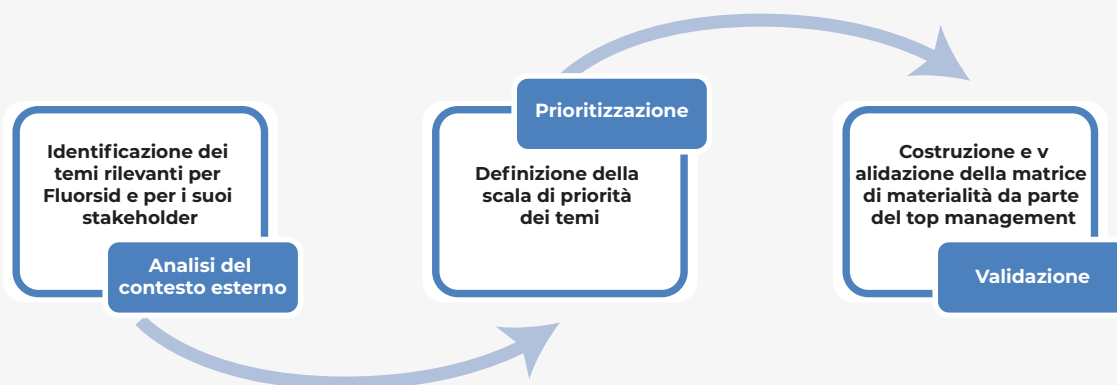 Identificazione dei
temi rilevanti per
Fluorsid e per i suoi
stakeholder
Analisi del
contesto esterno
Prioritizzazione
Definizione della
scala di priorità
dei temi
Costruzione e v
alidazione della matrice
di materialità da parte
del top management
Validazione